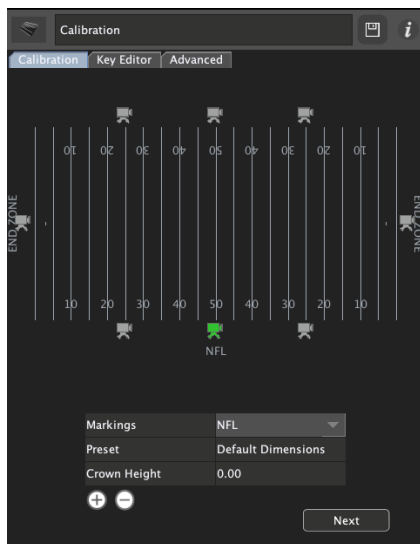 Calibration
i
Calibration Key Editor Advanced
10 20 30 40 50 40 30 20 10
END ZONE
END ZONE
10 20 30 40 50 40 30 20 10
NFL
Markings NFL
Preset Default Dimensions
Crown Height 0.00
Next